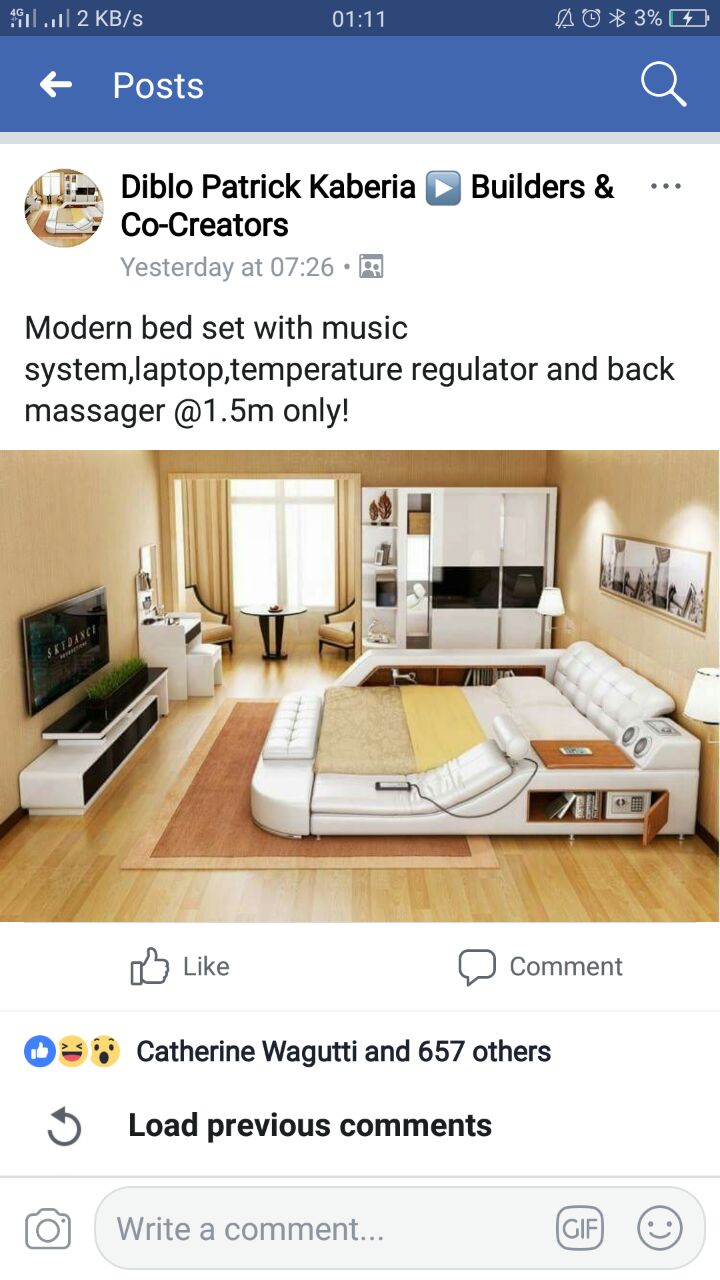 4G 2 KB/s 01:11 3%
Posts
Diblo Patrick Kaberia ▶ Builders &
Co-Creators
Yesterday at 07:26 •
Modern bed set with music
system,laptop,temperature regulator and back
massager @1.5m only!
SKYDANCE
PRODUCTIONS
Like Comment
Catherine Wagutti and 657 others
Load previous comments
Write a comment... GIF